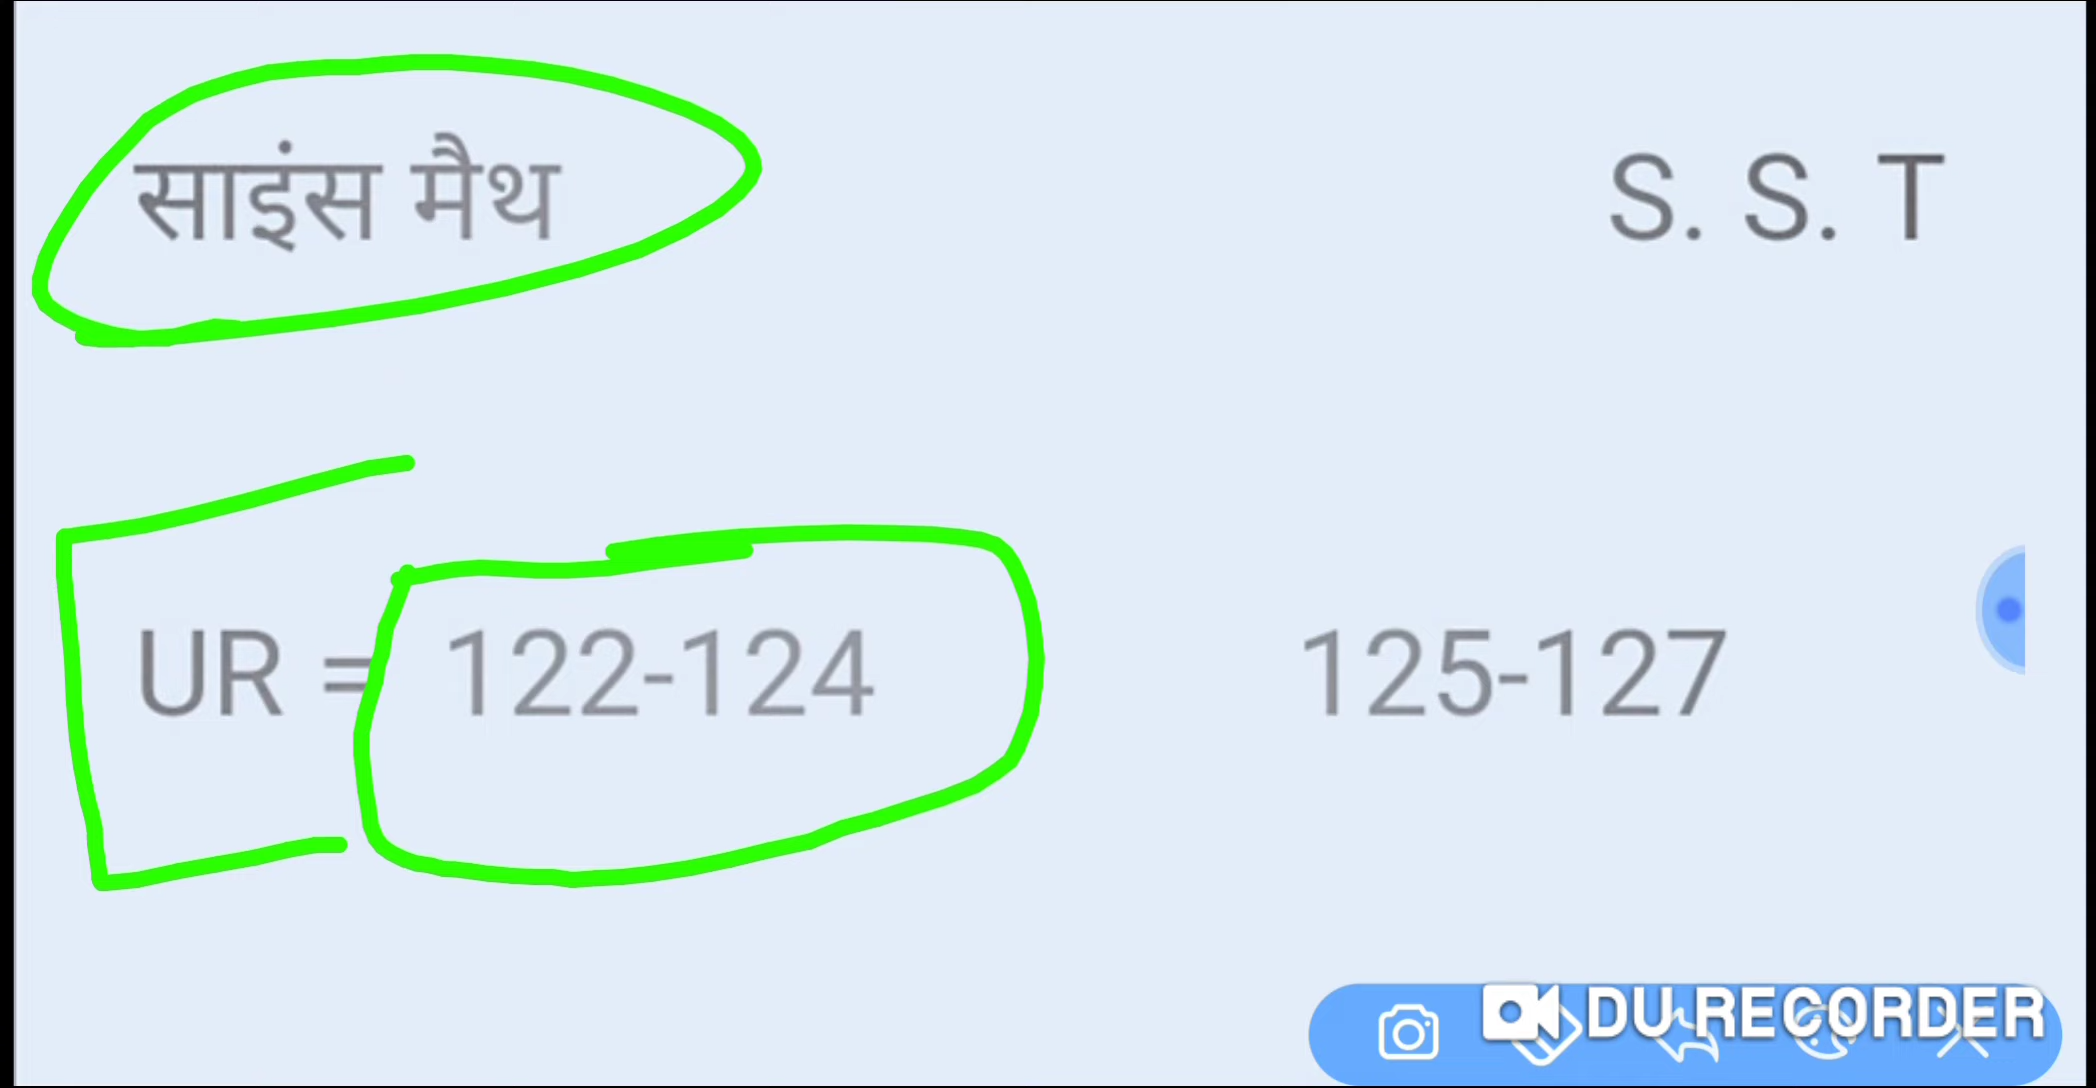 साइंस मैथ S. S. T
UR = 122-124 125-127
DU RECORDER